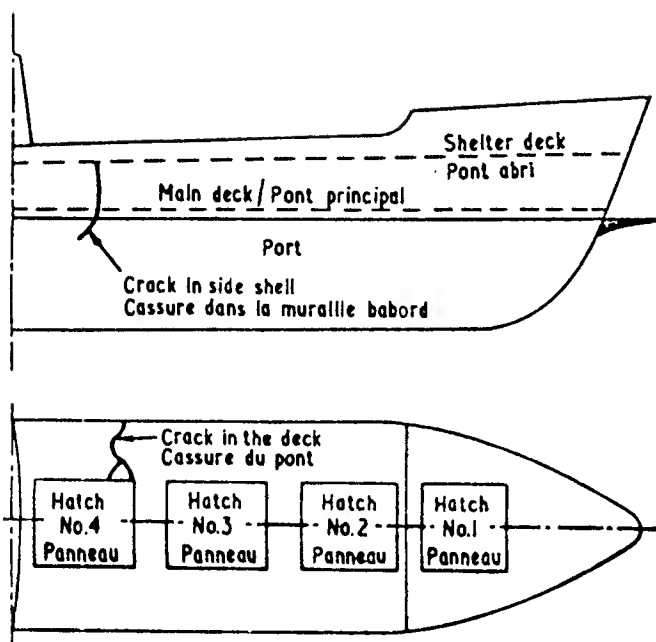 Shelter deck
Pont abri
Main deck/Pont principal
Port
Crack in side shell
Cassure dans la muraille babord
Crack in the deck
Cassure du pont
Hatch
No.4
Panneau
Hatch
No.3
Panneau
Hatch
No.2
Panneau
Hatch
No.1
Panneau